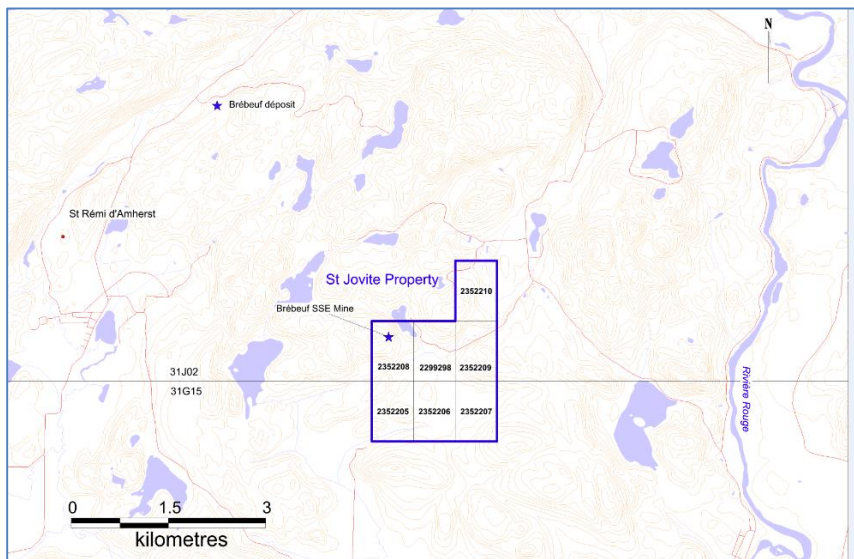 N
Brébeuf déposit
St Rémi d'Amherst
St Jovite Property
2352210
Brébeuf SSE Mine
2352208 2299298 2352209
31J02
31G15
2352205 2352206 2352207
Rivière Rouge
0 1.5 3
kilometres